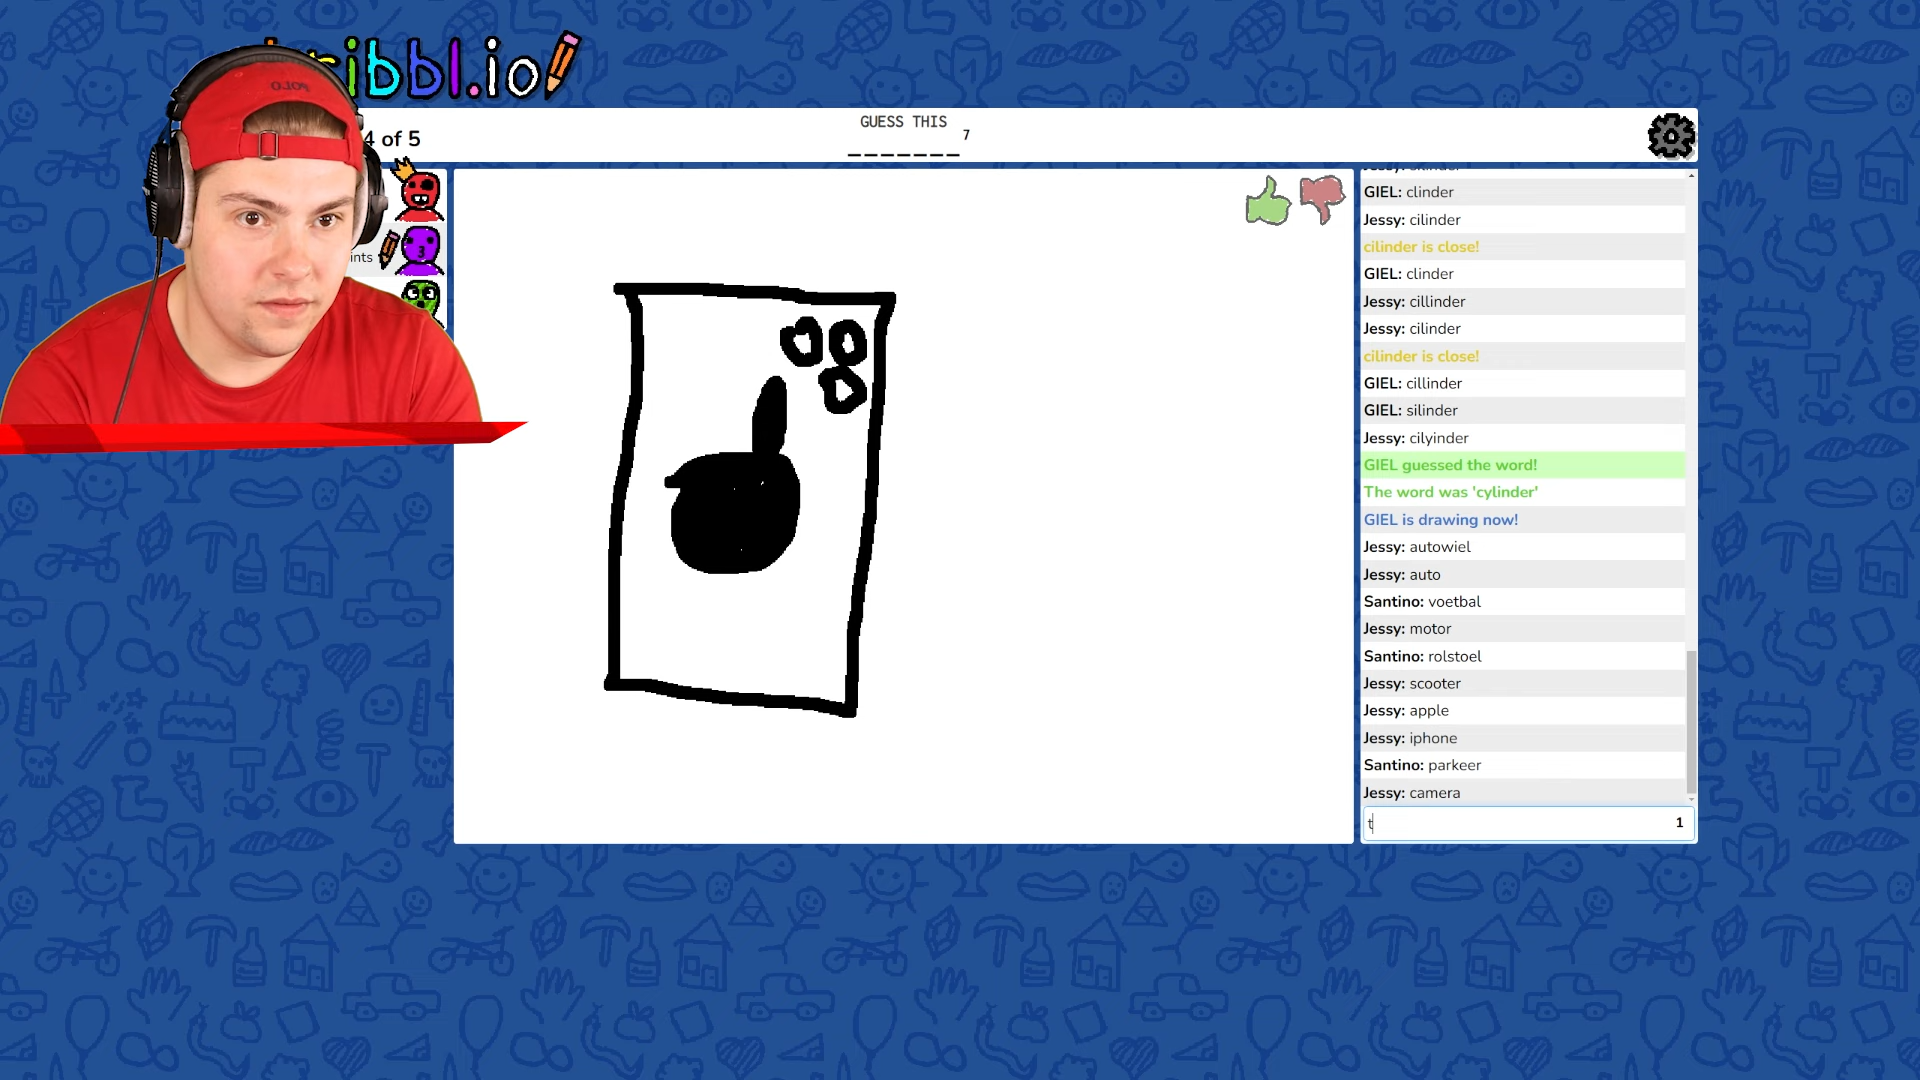 ribbl.io
POLO
4 of 5
GUESS THIS
_______ 7
ints
GIEL: clinder
Jessy: cilinder
cilinder is close!
GIEL: clinder
Jessy: cillinder
Jessy: cilinder
cilinder is close!
GIEL: cillinder
GIEL: silinder
Jessy: cilyinder
GIEL guessed the word!
The word was 'cylinder'
GIEL is drawing now!
Jessy: autowiel
Jessy: auto
Santino: voetbal
Jessy: motor
Santino: rolstoel
Jessy: scooter
Jessy: apple
Jessy: iphone
Santino: parkeer
Jessy: camera
t 1